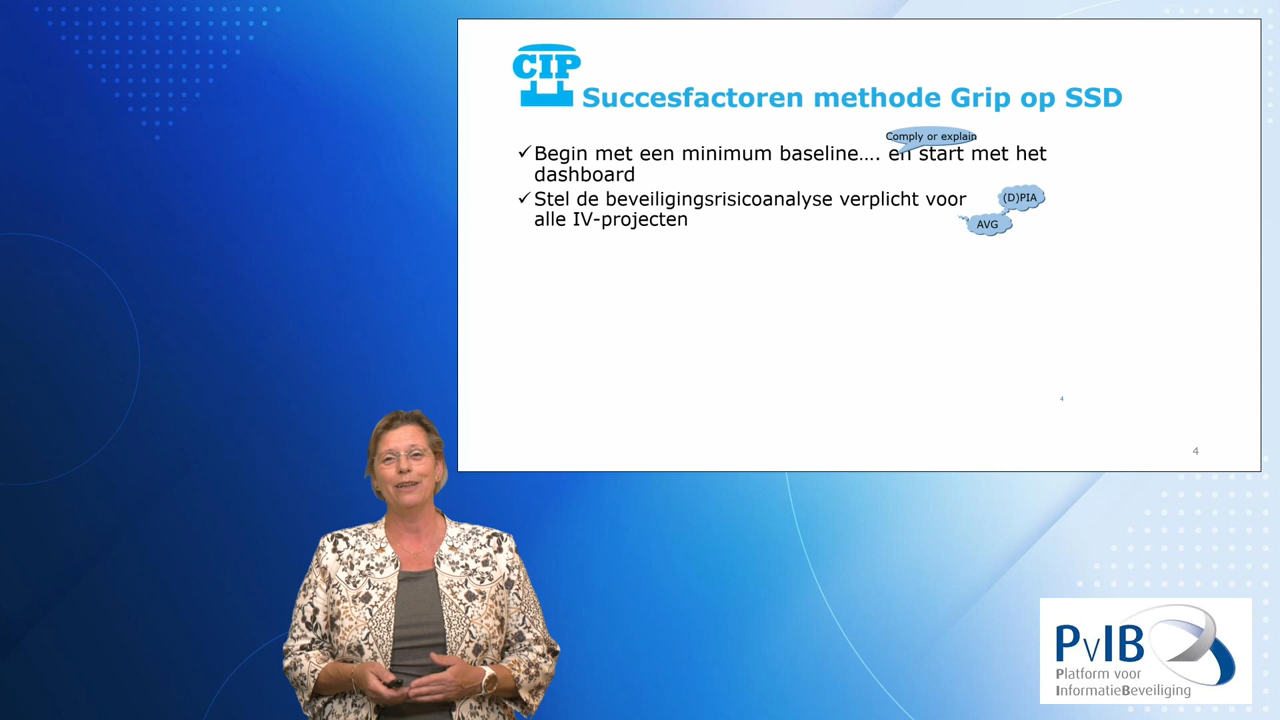 CIP
Succesfactoren methode Grip op SSD
Comply or explain
✓Begin met een minimum baseline…. en start met het
dashboard
✓Stel de beveiligingsrisicoanalyse verplicht voor
alle IV-projecten
(D)PIA
AVG
4
4
PvIB
Platform voor
InformatieBeveiliging